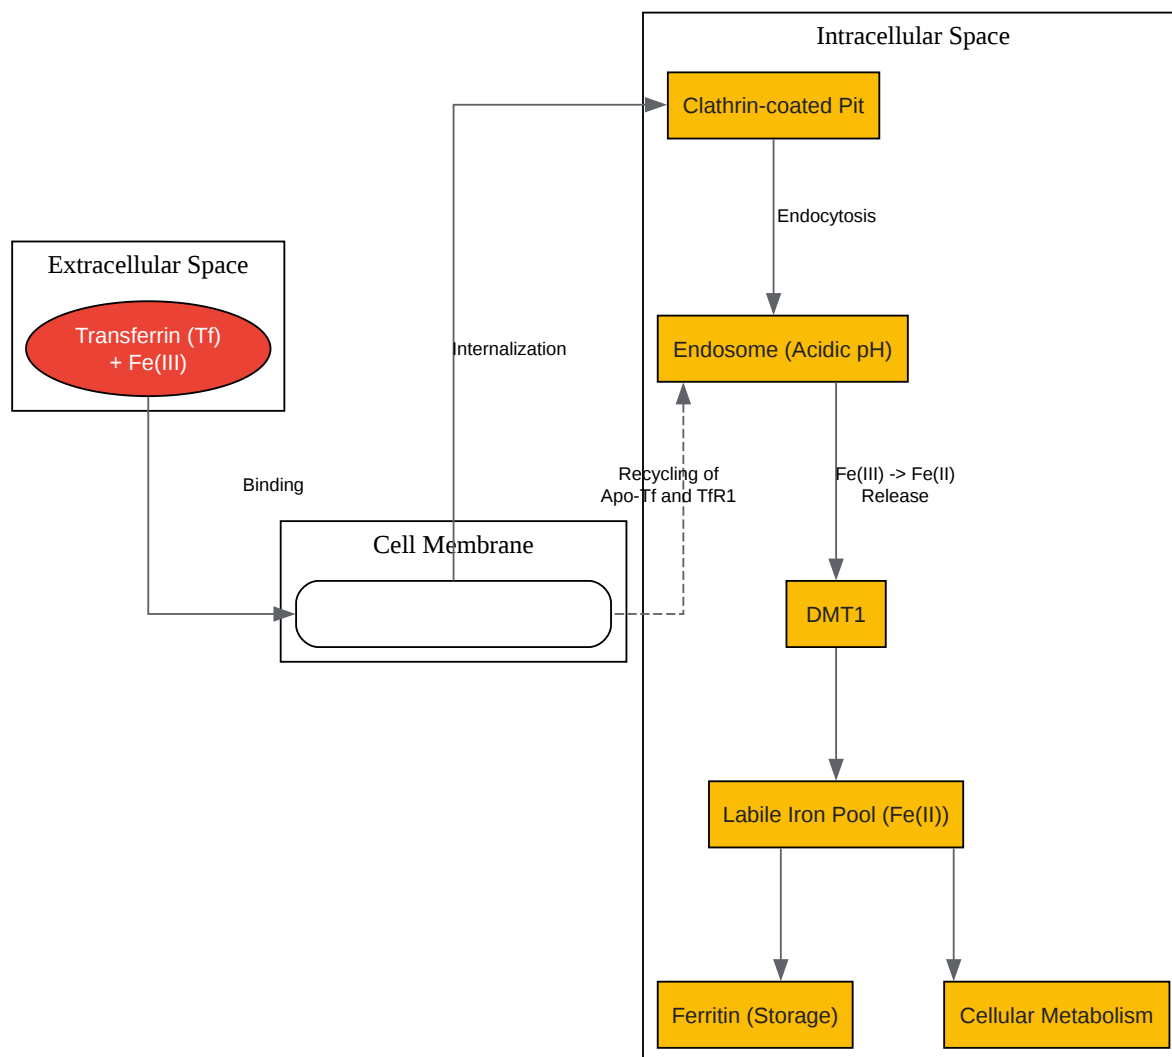 Intracellular Space
Clathrin-coated Pit
Endocytosis
Extracellular Space
Transferrin (Tf)
+ Fe(III)
Internalization
Endosome (Acidic pH)
Binding
Recycling of
Apo-Tf and TfR1
Fe(III) -> Fe(II)
Release
Cell Membrane
DMT1
Labile Iron Pool (Fe(II))
Ferritin (Storage)
Cellular Metabolism